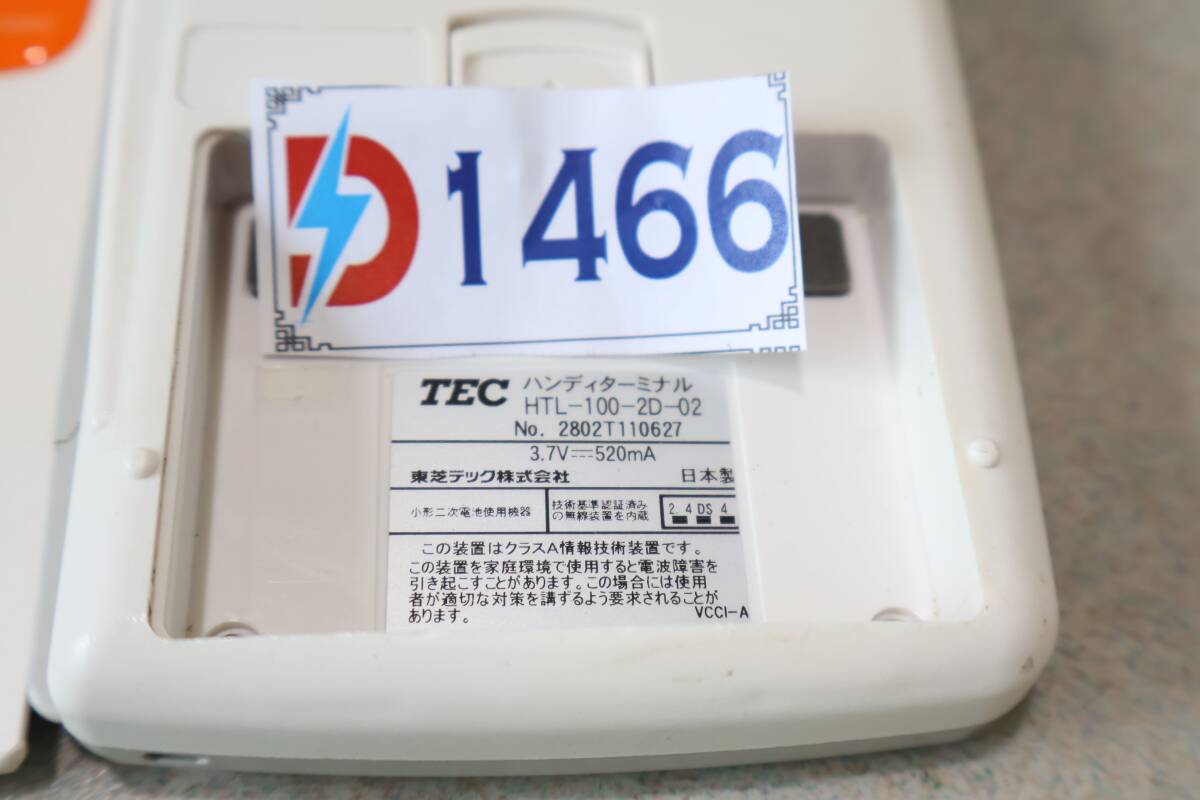 D 1466
TEC ハンディターミナル
HTL-100-2D-02
No. 2802T110627
3.7V⎓520mA
東芝テック株式会社 日本製
小形二次電池使用機器
技術基準認証済み
の無線装置を内蔵
2.4 DS 4
この装置はクラスA情報技術装置です。
この装置を家庭環境で使用すると電波障害を
引き起こすことがあります。この場合には使用
者が適切な対策を講ずるよう要求されることが
あります。 VCCI-A